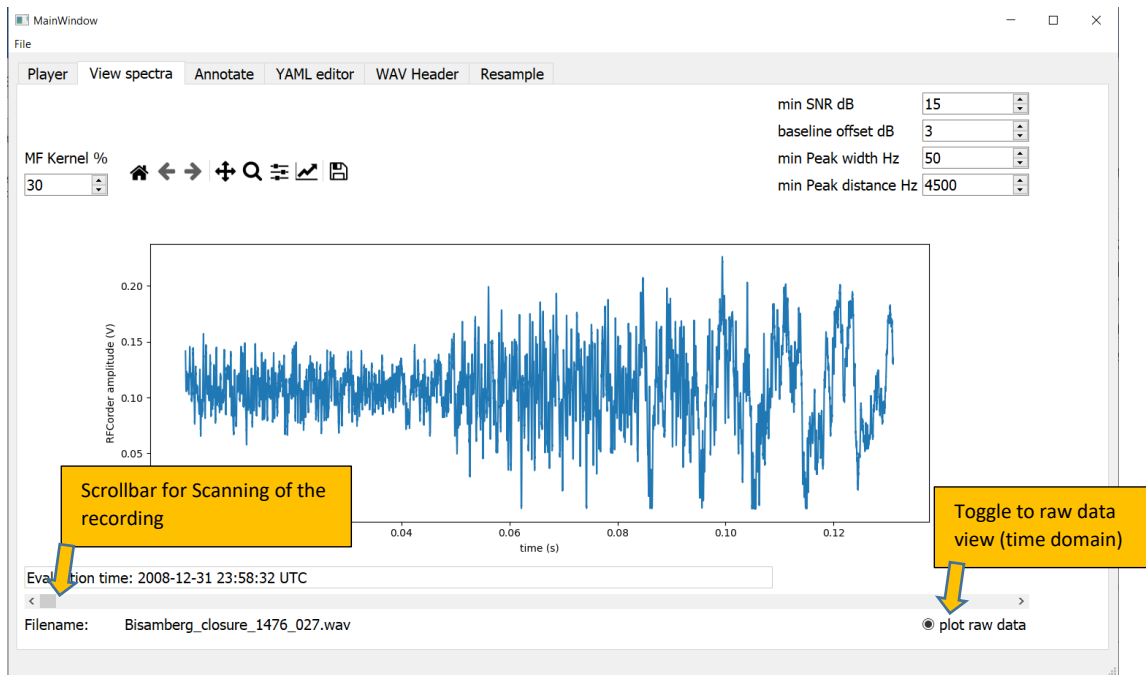 MainWindow
File
Player View spectra Annotate YAML editor WAV Header Resample
min SNR dB 15
baseline offset dB 3
MF Kernel % min Peak width Hz 50
30 min Peak distance Hz 4500
0.20
0.15
0.10
0.05
RFCorder amplitude (V)
Scrollbar for Scanning of the
recording
Toggle to raw data
view (time domain)
0.04 0.06 0.08 0.10 0.12
time (s)
Evaluation time: 2008-12-31 23:58:32 UTC
Filename: Bisamberg_closure_1476_027.wav plot raw data